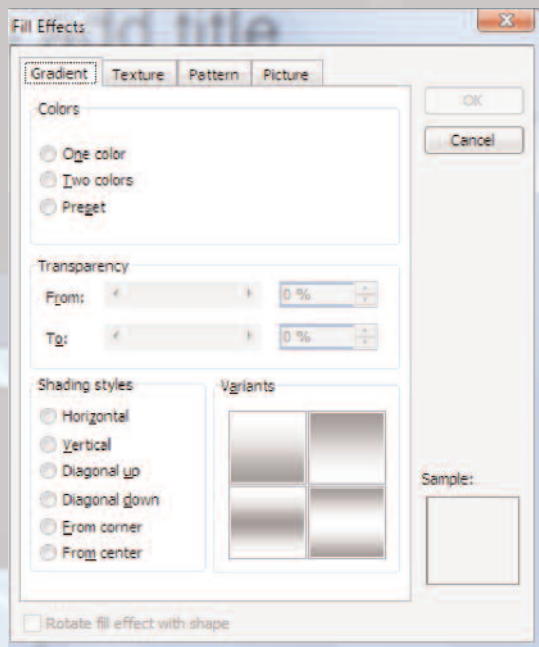 add title
Fill Effects
Gradient Texture Pattern Picture
OK
Cancel
Colors
One color
Two colors
Preset
Transparency
From: 0 %
To: 0 %
Shading styles
Horizontal
Vertical
Diagonal up
Diagonal down
From corner
From center
Variants
Sample:
Rotate fill effect with shape